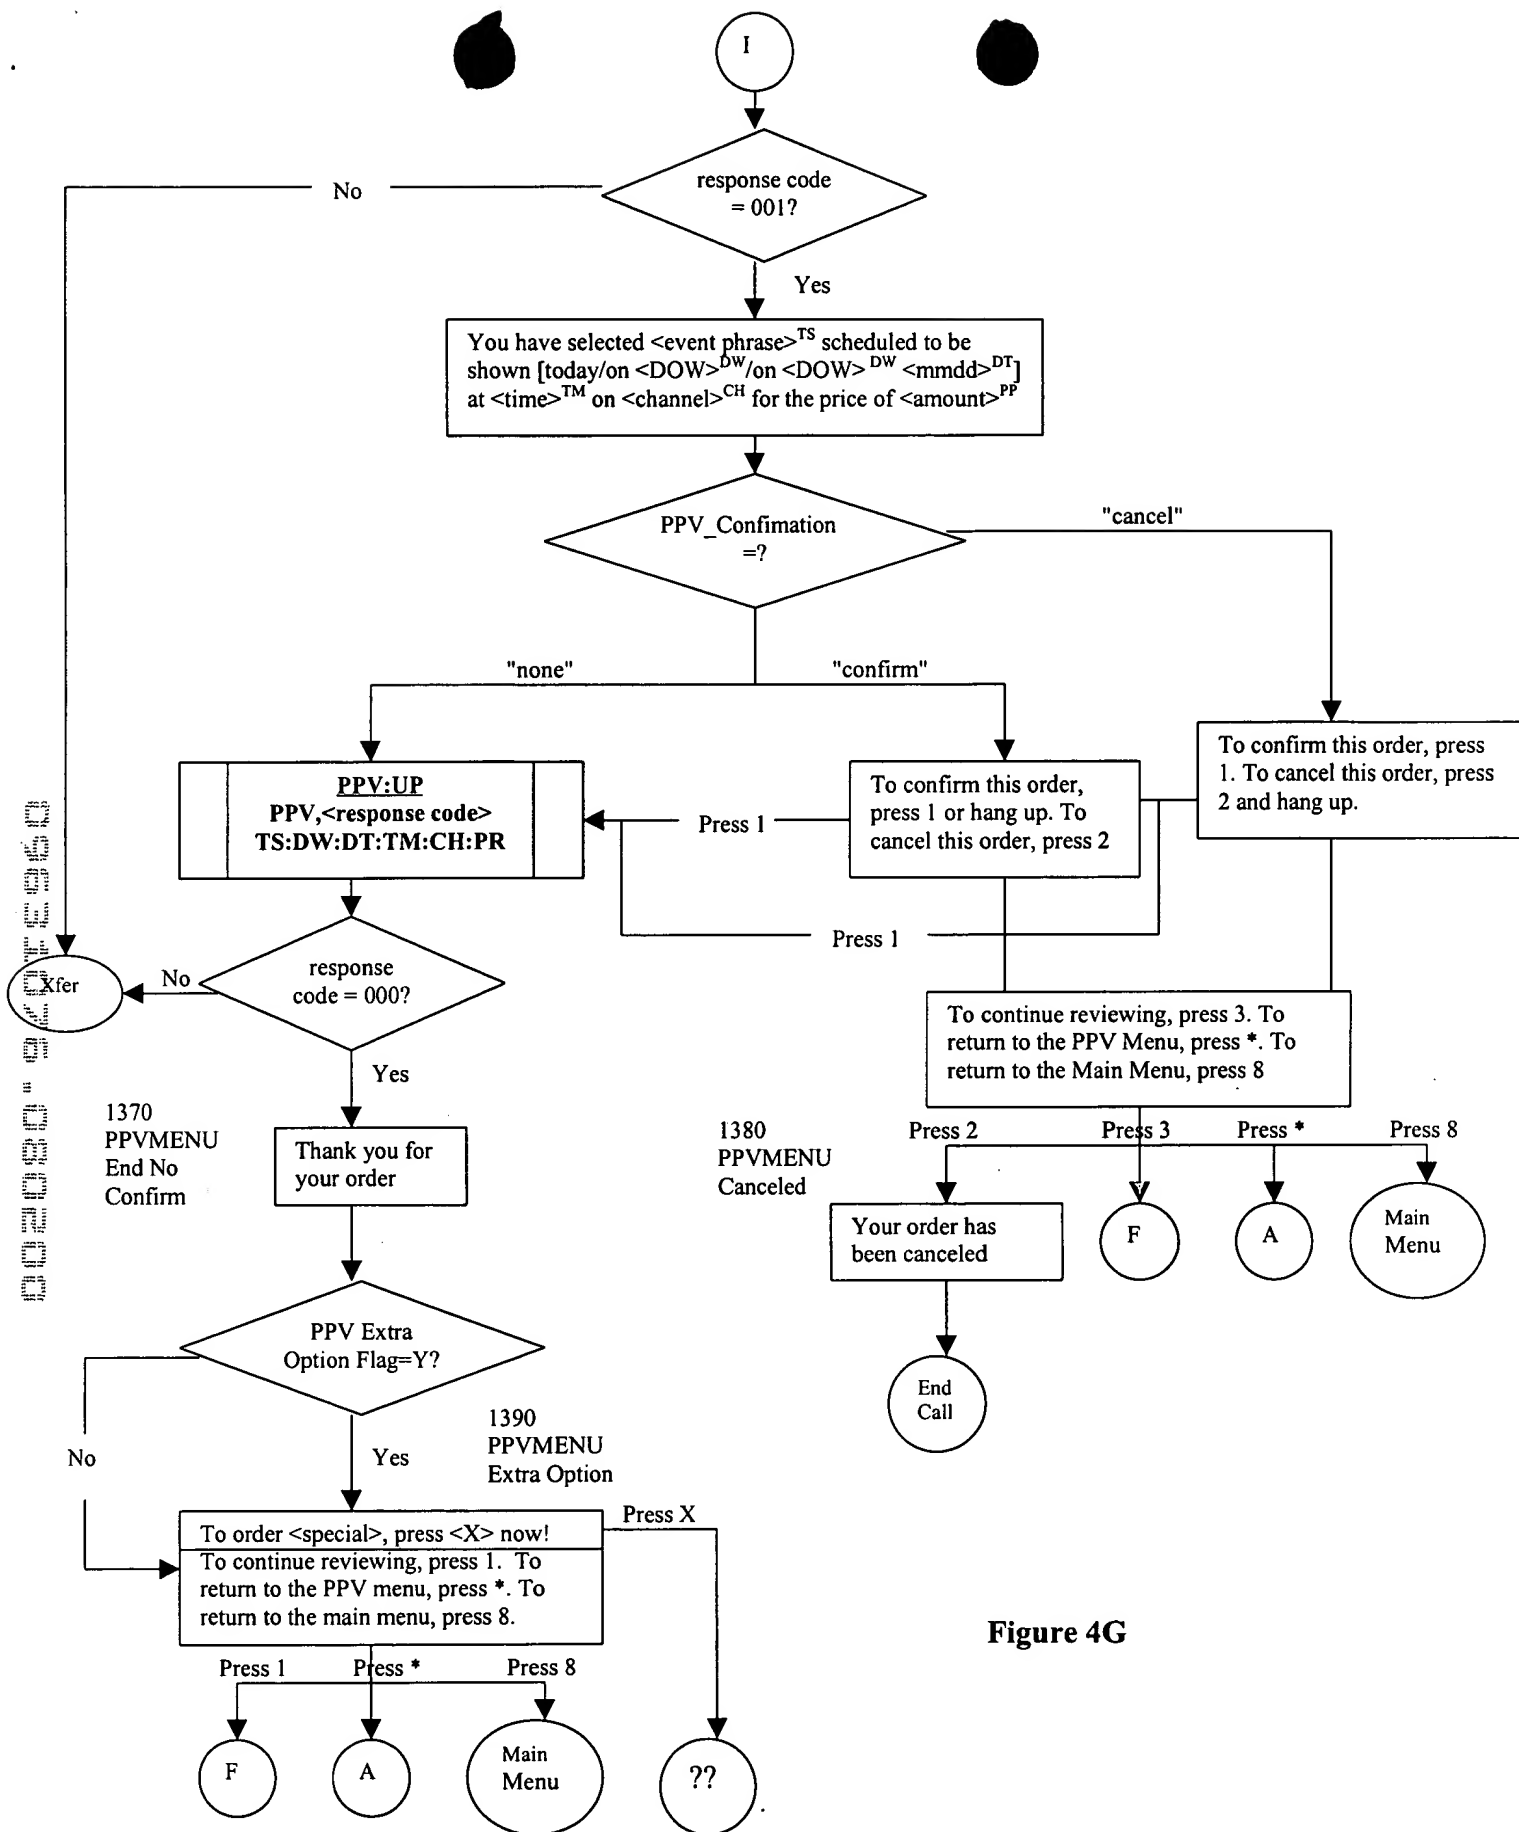 I
response code
= 001?
No
Yes
You have selected <event phrase>TS scheduled to be
shown [today/on <DOW>DW/on <DOW> DW <mmdd>DT]
at <time>TM on <channel>CH for the price of <amount>PP
PPV_Confimation
=?
"cancel"
"none"
"confirm"
To confirm this order, press
1. To cancel this order, press
2 and hang up.
PPV:UP
PPV,<response code>
TS:DW:DT:TM:CH:PR
Press 1
To confirm this order,
press 1 or hang up. To
cancel this order, press 2
Press 1
response
code = 000?
No
Xfer
Yes
To continue reviewing, press 3. To
return to the PPV Menu, press *. To
return to the Main Menu, press 8
1370
PPVMENU
End No
Confirm
Thank you for
your order
1380
PPVMENU
Canceled
Press 2
Press 3
Press *
Press 8
Your order has
been canceled
F
A
Main
Menu
End
Call
PPV Extra
Option Flag=Y?
No
Yes
1390
PPVMENU
Extra Option
To order <special>, press <X> now!
To continue reviewing, press 1. To
return to the PPV menu, press *. To
return to the main menu, press 8.
Press X
Press 1
Press *
Press 8
F
A
Main
Menu
??
Figure 4G